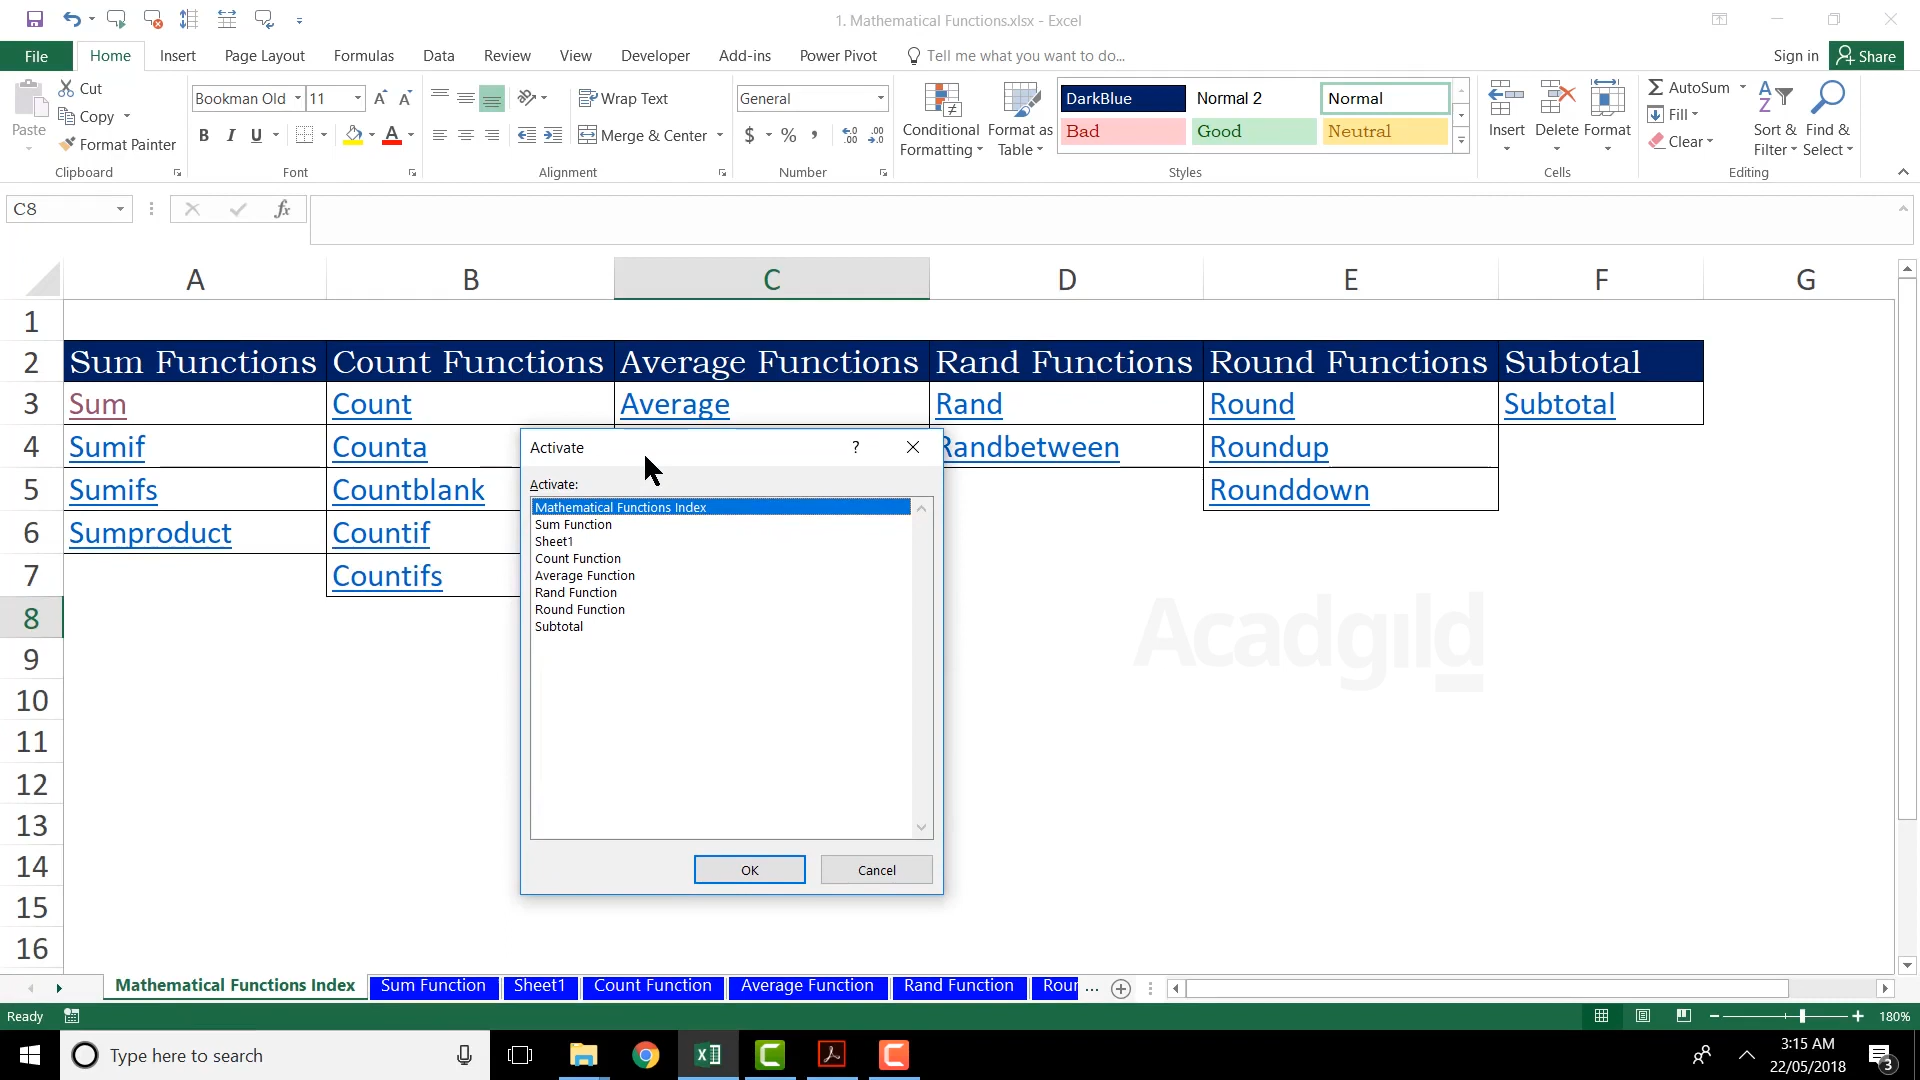 1. Mathematical Functions.xlsx - Excel
File Home Insert Page Layout Formulas Data Review View Developer Add-ins Power Pivot Tell me what you want to do... Sign in Share
Paste Cut
Copy
Format Painter
Clipboard
Bookman Old 11
B I U A
Font
Wrap Text
Merge & Center
Alignment
General
$ % , .00
Number
Conditional Formatting
Format as Table
DarkBlue Normal 2 Normal
Bad Good Neutral
Styles
Insert Delete Format
Cells
AutoSum
Fill
Clear
Sort & Filter
Find & Select
Editing
C8 fx
A B C D E F G
1
2 Sum Functions Count Functions Average Functions Rand Functions Round Functions Subtotal
3 Sum Count Average Rand Round Subtotal
4 Sumif Counta Randbetween Roundup
5 Sumifs Countblank Rounddown
6 Sumproduct Countif
7 Countifs
8
9
10
11
12
13
14
15
16
Activate ?
Activate:
Mathematical Functions Index
Sum Function
Sheet1
Count Function
Average Function
Rand Function
Round Function
Subtotal
OK Cancel
Acadgild
Mathematical Functions Index Sum Function Sheet1 Count Function Average Function Rand Function Rour ...
Ready 180%
Type here to search
3:15 AM
22/05/2018
3